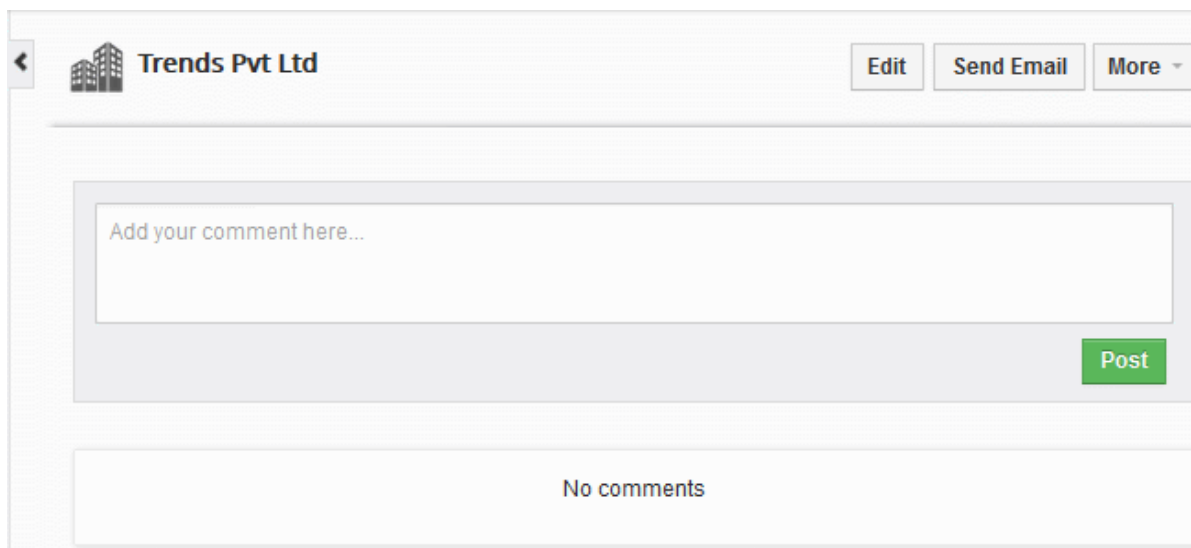 Trends Pvt Ltd
Edit Send Email More
Add your comment here...
Post
No comments